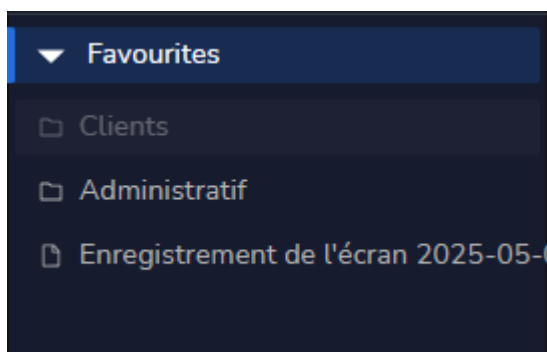 Favourites
Clients
Administratif
Enregistrement de l'écran 2025-05-